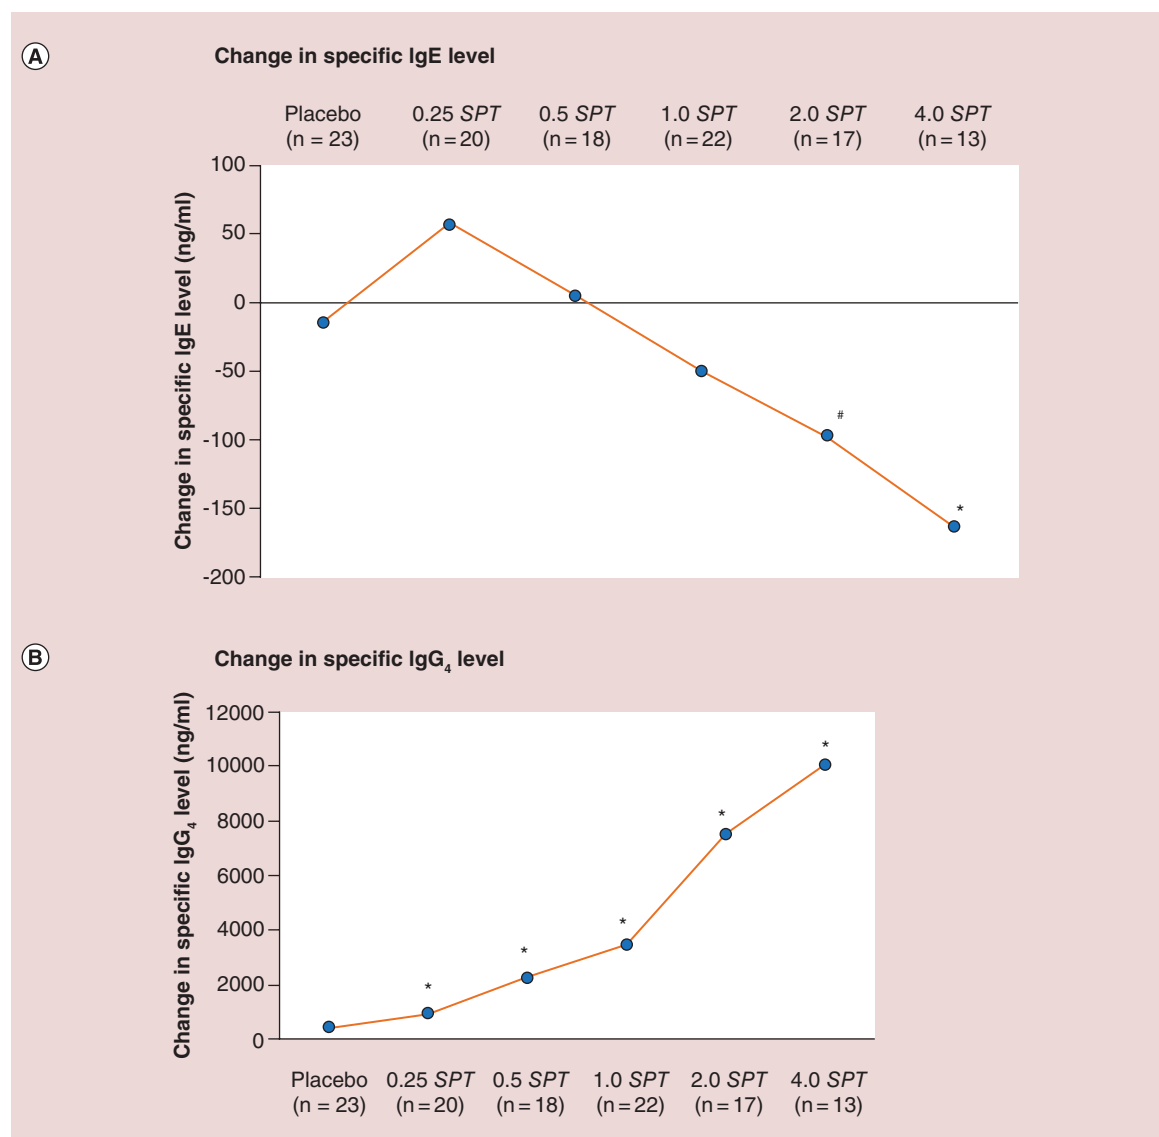 A
Change in specific IgE level
Placebo 0.25 SPT 0.5 SPT 1.0 SPT 2.0 SPT 4.0 SPT
(n = 23) (n = 20) (n = 18) (n = 22) (n = 17) (n = 13)
Change in specific IgE level (ng/ml)
100
50
0
-50
-100
-150
-200
#
*
B
Change in specific IgG4 level
Change in specific IgG4 level (ng/ml)
12000
10000
8000
6000
4000
2000
0
*
*
*
*
*
Placebo 0.25 SPT 0.5 SPT 1.0 SPT 2.0 SPT 4.0 SPT
(n = 23) (n = 20) (n = 18) (n = 22) (n = 17) (n = 13)